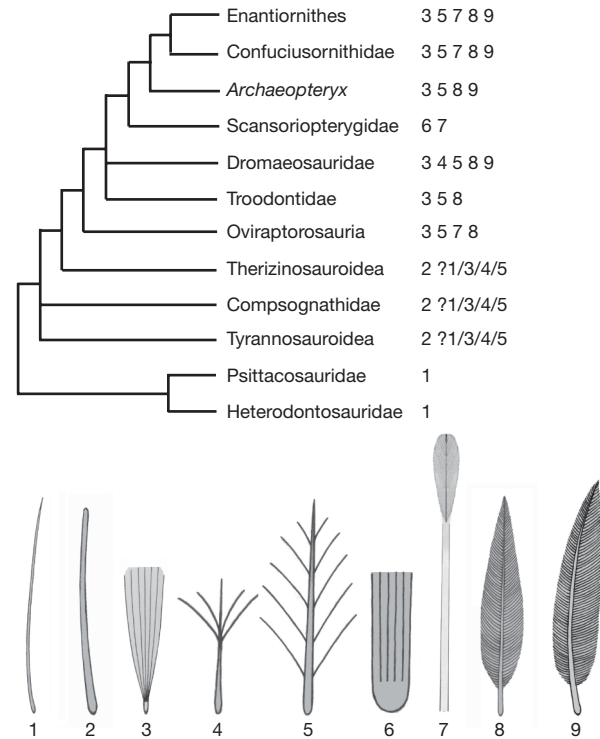 Enantiornithes 3 5 7 8 9
Confuciusornithidae 3 5 7 8 9
Archaeopteryx 3 5 8 9
Scansoriopterygidae 6 7
Dromaeosauridae 3 4 5 8 9
Troodontidae 3 5 8
Oviraptorosauria 3 5 7 8
Therizinosauroidea 2 ?1/3/4/5
Compsognathidae 2 ?1/3/4/5
Tyrannosauroidea 2 ?1/3/4/5
Psittacosauridae 1
Heterodontosauridae 1
1 2 3 4 5 6 7 8 9